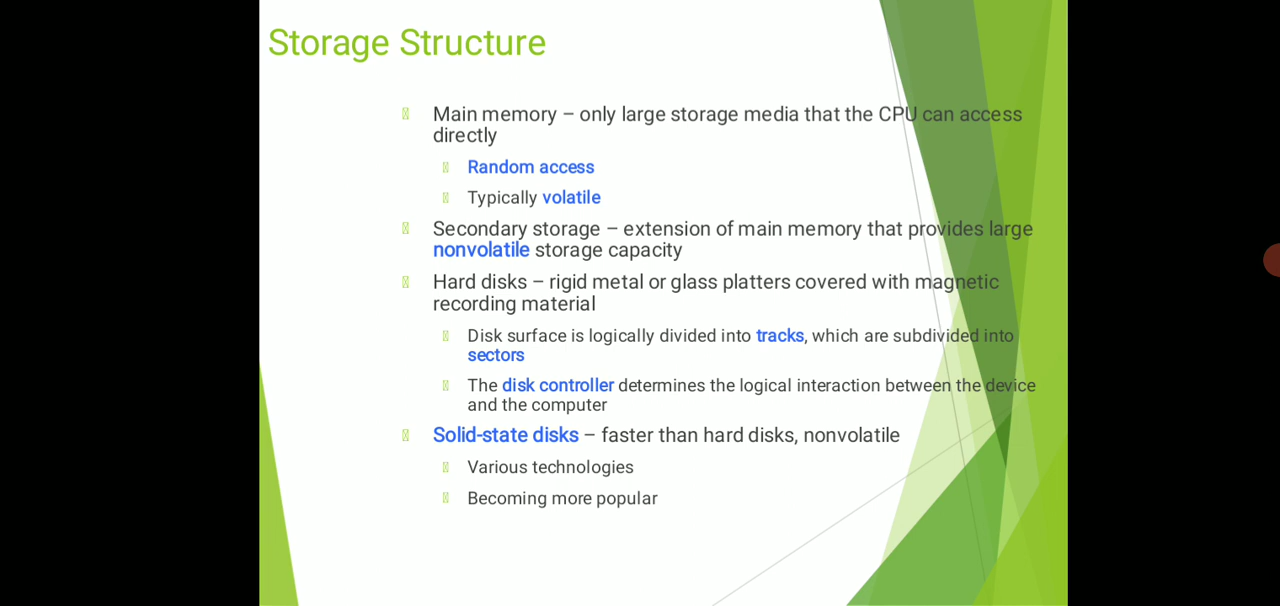 Storage Structure
Main memory – only large storage media that the CPU can access
directly
Random access
Typically volatile
Secondary storage – extension of main memory that provides large
nonvolatile storage capacity
Hard disks – rigid metal or glass platters covered with magnetic
recording material
Disk surface is logically divided into tracks, which are subdivided into
sectors
The disk controller determines the logical interaction between the device
and the computer
Solid-state disks – faster than hard disks, nonvolatile
Various technologies
Becoming more popular